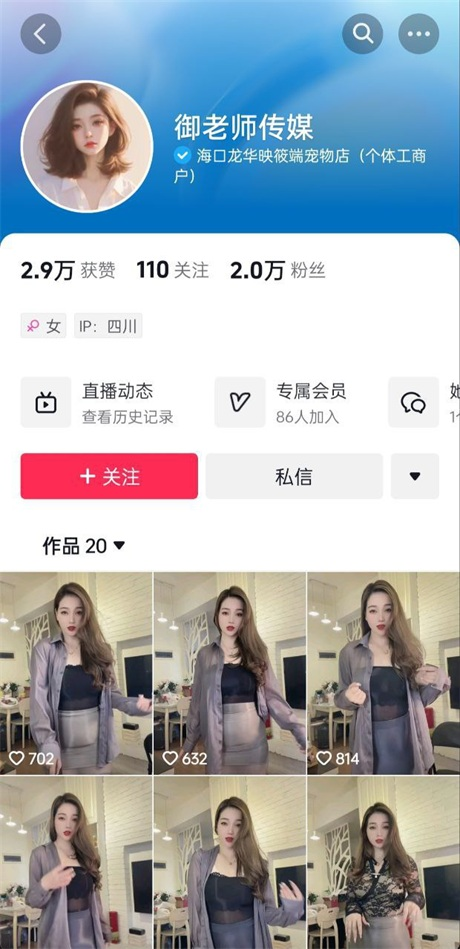 御老师传媒
海口龙华映筱端宠物店（个体工商
户）
2.9万 获赞 110 关注 2.0万 粉丝
女 IP：四川
直播动态 专属会员
查看历史记录 86人加入
+ 关注 私信
作品 20
702 632 814